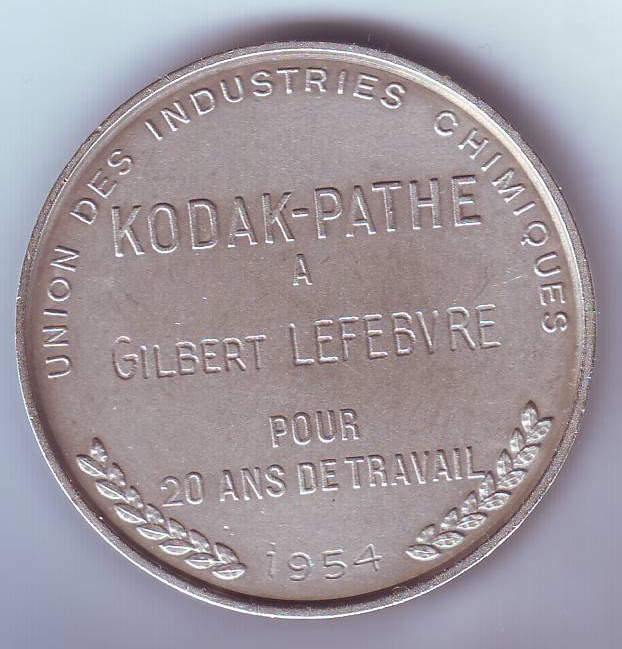 UNION DES INDUSTRIES CHIMIQUES
KODAK-PATHE
A
GILBERT LEFEBVRE
POUR
20 ANS DE TRAVAIL
1954